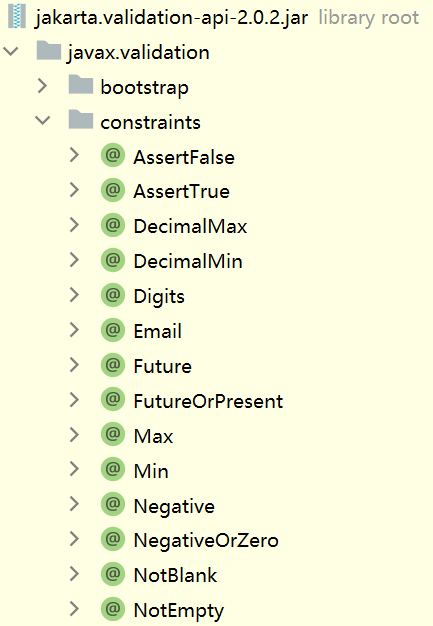 jakarta.validation-api-2.0.2.jar library root
javax.validation
bootstrap
constraints
@ AssertFalse
@ AssertTrue
@ DecimalMax
@ DecimalMin
@ Digits
@ Email
@ Future
@ FutureOrPresent
@ Max
@ Min
@ Negative
@ NegativeOrZero
@ NotBlank
@ NotEmpty